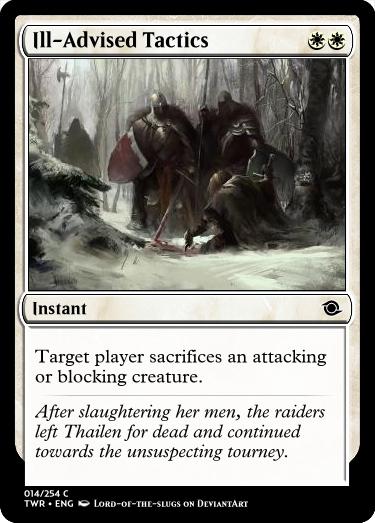 Ill-Advised Tactics
Instant
Target player sacrifices an attacking
or blocking creature.
After slaughtering her men, the raiders
left Thailen for dead and continued
towards the unsuspecting tourney.
014/254 C
TWR • ENG Lord-of-the-slugs on DeviantArt